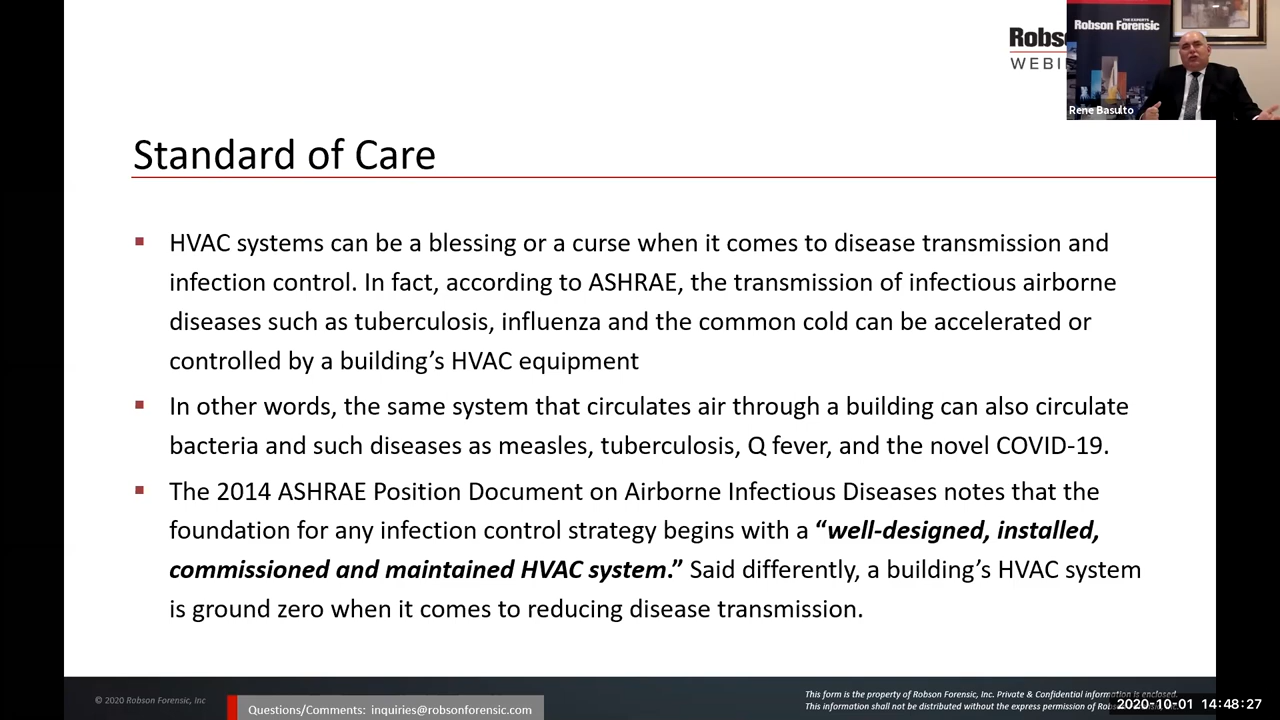 Robs
WEBI
THE EXPERTS
Robson Forensic
Rene Basulto
Standard of Care
HVAC systems can be a blessing or a curse when it comes to disease transmission and
infection control. In fact, according to ASHRAE, the transmission of infectious airborne
diseases such as tuberculosis, influenza and the common cold can be accelerated or
controlled by a building’s HVAC equipment
In other words, the same system that circulates air through a building can also circulate
bacteria and such diseases as measles, tuberculosis, Q fever, and the novel COVID-19.
The 2014 ASHRAE Position Document on Airborne Infectious Diseases notes that the
foundation for any infection control strategy begins with a “well-designed, installed,
commissioned and maintained HVAC system.” Said differently, a building’s HVAC system
is ground zero when it comes to reducing disease transmission.
© 2020 Robson Forensic, Inc
Questions/Comments: inquiries@robsonforensic.com
This form is the property of Robson Forensic, Inc. Private & Confidential information is enclosed.
This information shall not be distributed without the express permission of
2020-10-01 14:48:27